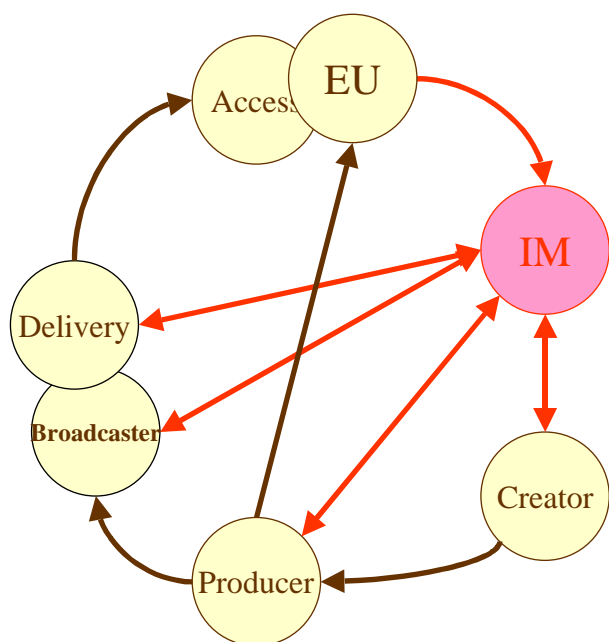 EU
Access
IM
Delivery
Broadcaster
Creator
Producer